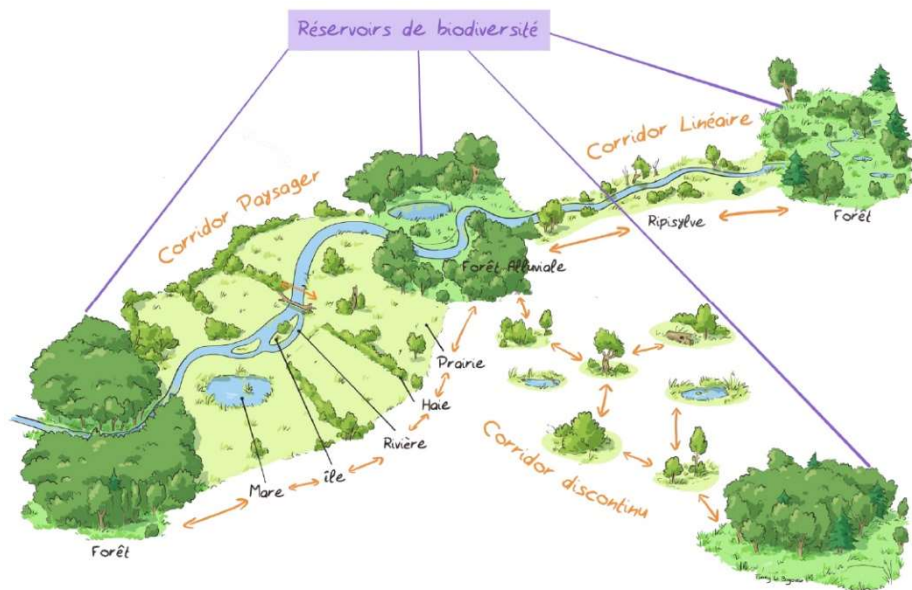 Réservoirs de biodiversité
Corridor Paysager
Corridor Linéaire
Forêt
Ripisylve
Forêt Alluviale
Prairie
Haie
Rivière
île
Mare
Forêt
Corridor discontinu